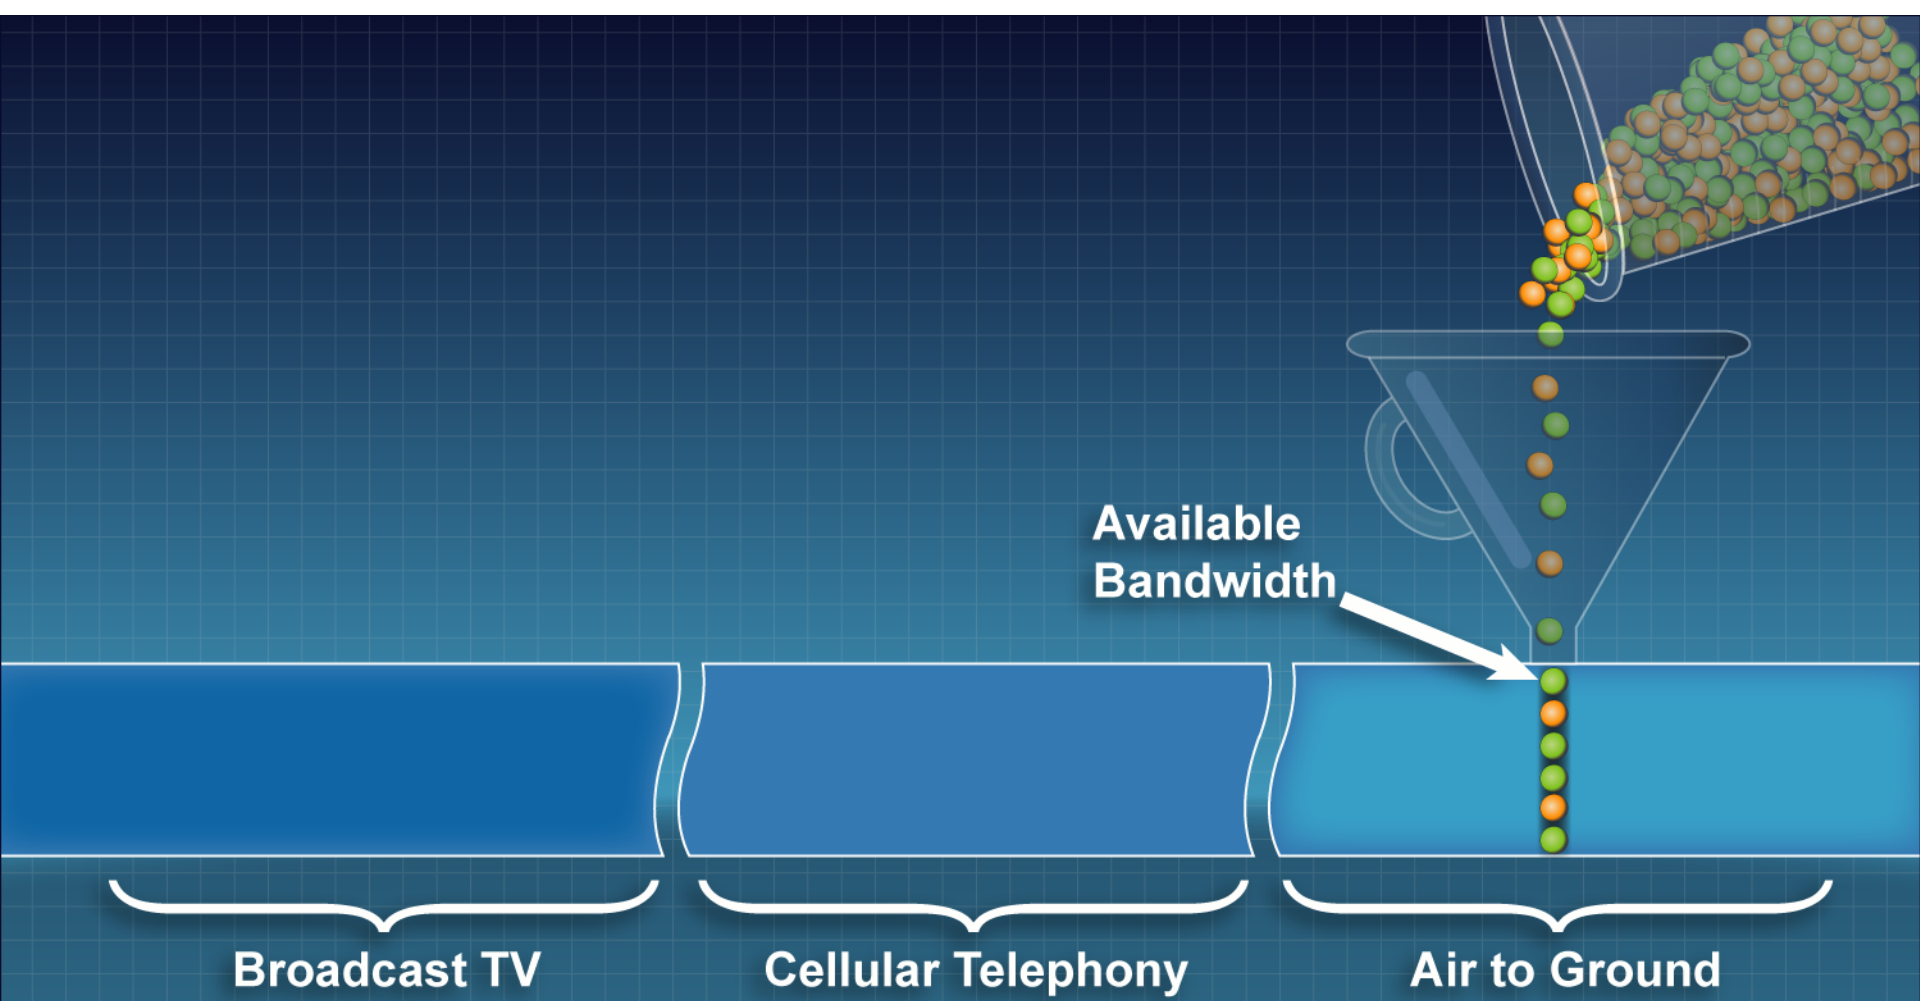 Available
Bandwidth
Broadcast TV
Cellular Telephony
Air to Ground